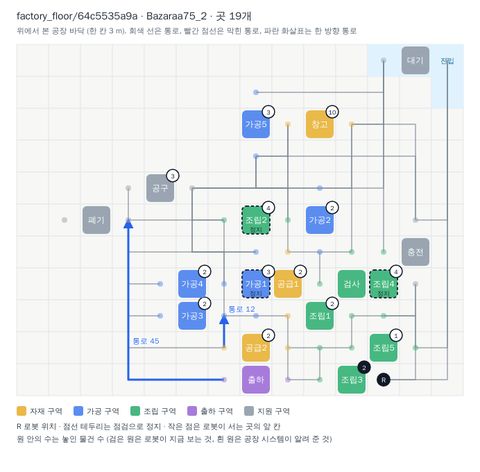 factory_floor/64c5535a9a · Bazaraa75_2 · 곳 19개
위에서 본 공장 바닥 (한 칸 3 m). 회색 선은 통로, 빨간 점선은 막힌 통로, 파란 화살표는 한 방향 통로
대기
진입
가공5 3
창고 10
공구 3
폐기
조립2 4
정지
가공2 2
충전
가공4 2
가공1 3
정지
공급1 2
검사
조립4 4
정지
가공3 2
통로 12
조립1 2
통로 45
공급2 2
조립5 1
출하
조립3 2
R
자재 구역
가공 구역
조립 구역
출하 구역
지원 구역
R 로봇 위치 · 점선 테두리는 점검으로 정지 · 작은 점은 로봇이 서는 곳의 앞 칸
원 안의 수는 놓인 물건 수 (검은 원은 로봇이 지금 보는 것, 흰 원은 공장 시스템이 알려 준 것)